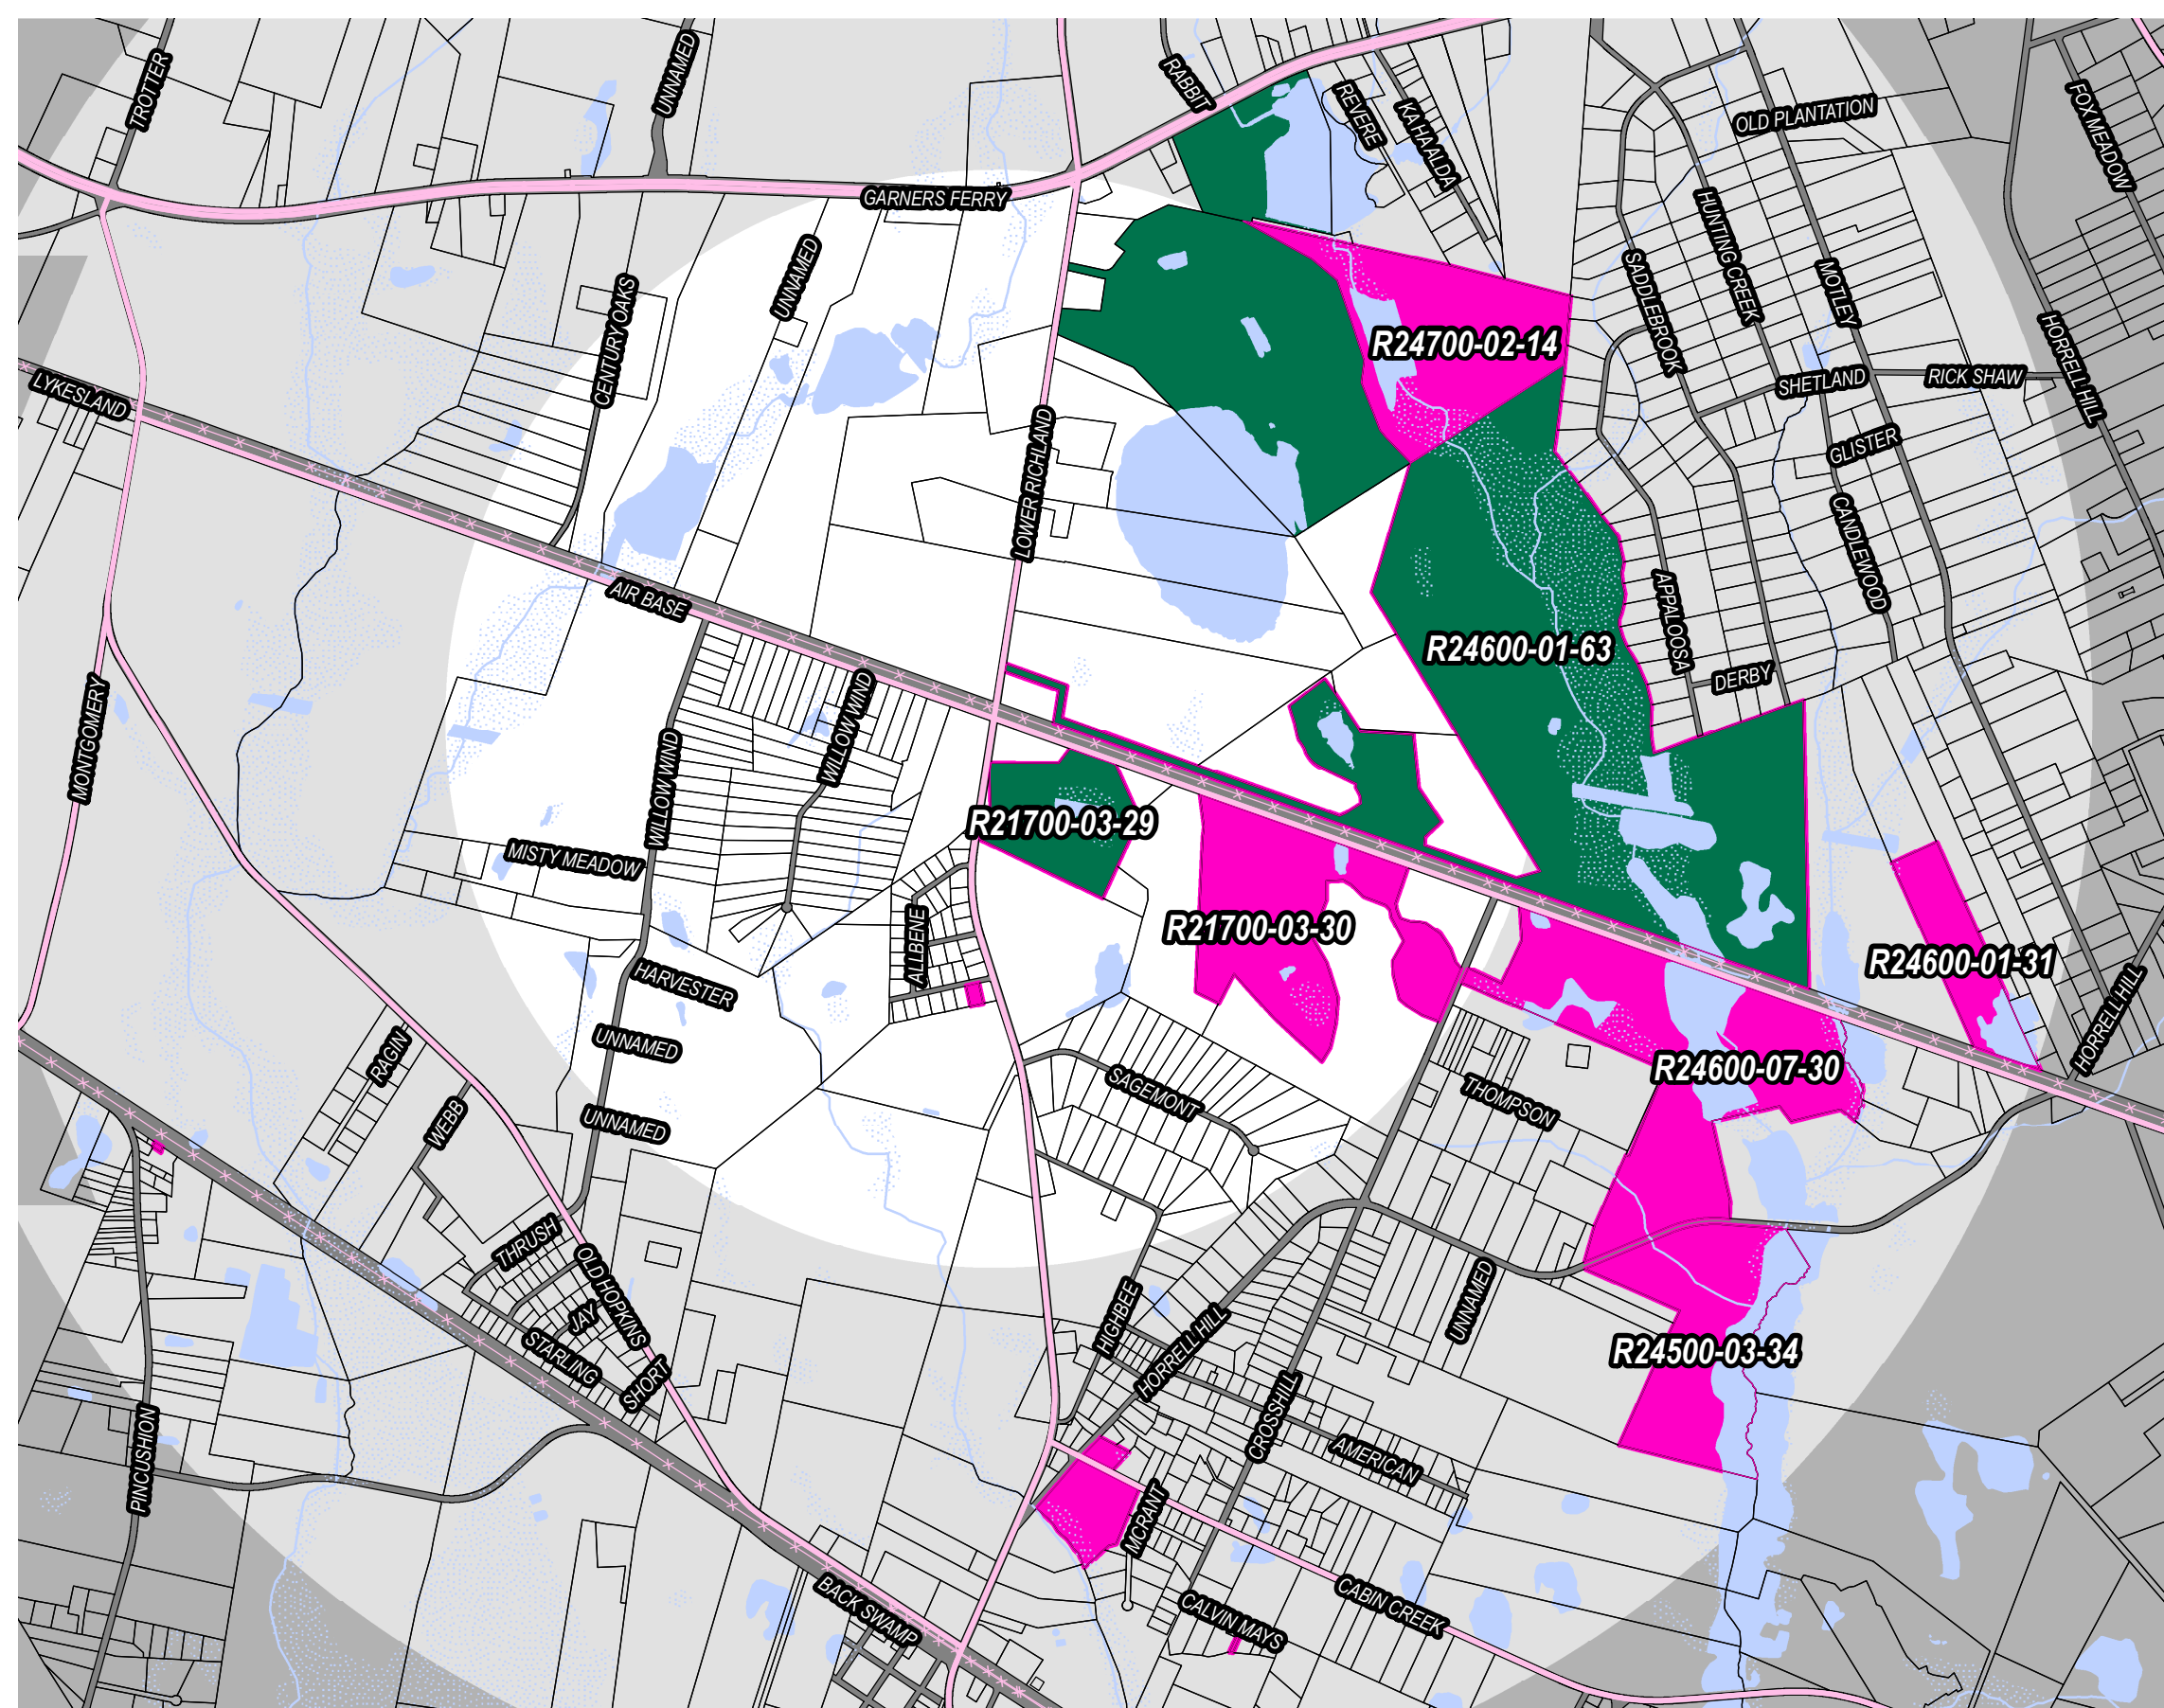 TROTTER
UNNAMED
RABBIT
REVERE
KA HAALDA
OLD PLANTATION
FOX MEADOW
GARNERS FERRY
HUNTING CREEK
UNNAMED
SADDLEBROOK
MOTLEY
CENTURY OAKS
R24700-02-14
HORRELL HILL
LYKESLAND
SHETLAND
RICK SHAW
LOWER RICHLAND
GLISTER
CANDLEWOOD
AIR BASE
APPALOOSA
R24600-01-63
DERBY
MONTGOMERY
WILLOW WIND
WILLOW WIND
R21700-03-29
MISTY MEADOW
ALLBENE
R21700-03-30
R24600-01-31
HARVESTER
HORRELL HILL
UNNAMED
RAGIN
R24600-07-30
SAGEMONT
THOMPSON
WEBB
UNNAMED
THRUSH
OLD HOPKINS
UNNAMED
HIGHBEE
JAY
HORRELL HILL
R24500-03-34
STARLING
SHORT
CROSSHILL
PINCUSHION
AMERICAN
MCRANT
BACK SWAMP
CALVIN MAYS
CABIN CREEK